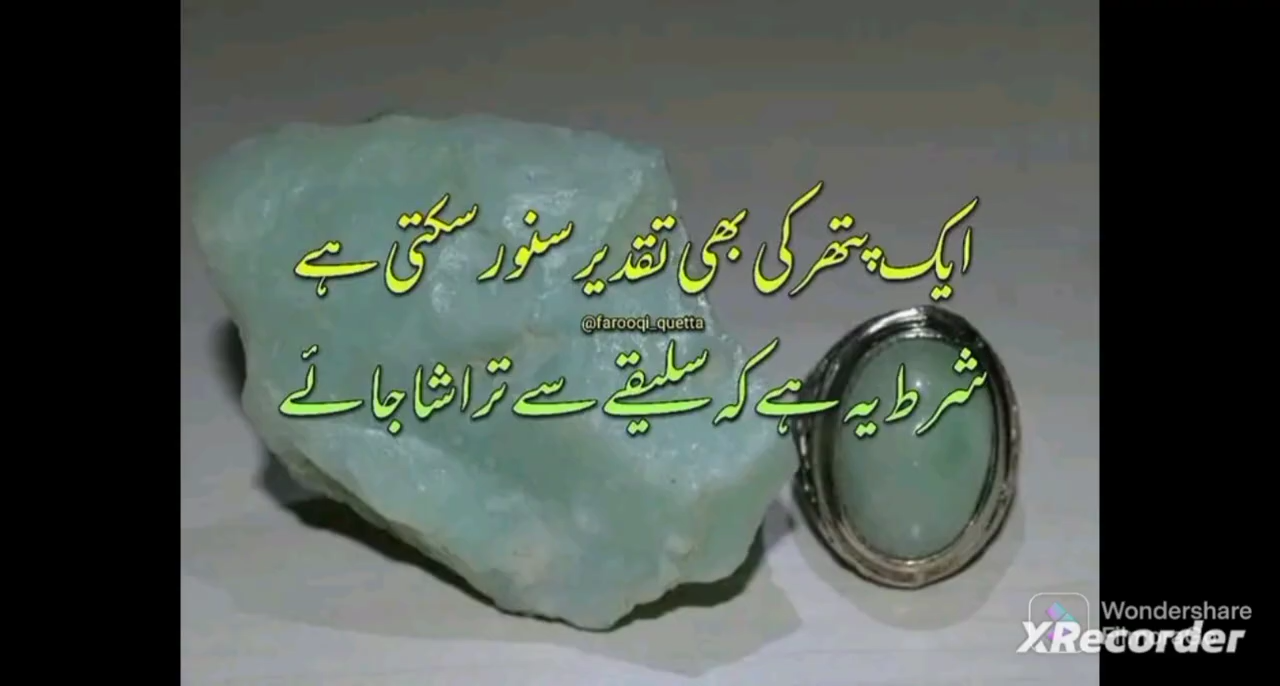 ایک پتھر کی بھی تقدیر سنور سکتی ہے
@farooqi_quetta
شرط یہ ہے کہ سلیقے سے تراشا جائے
Wondershare
XRecorder